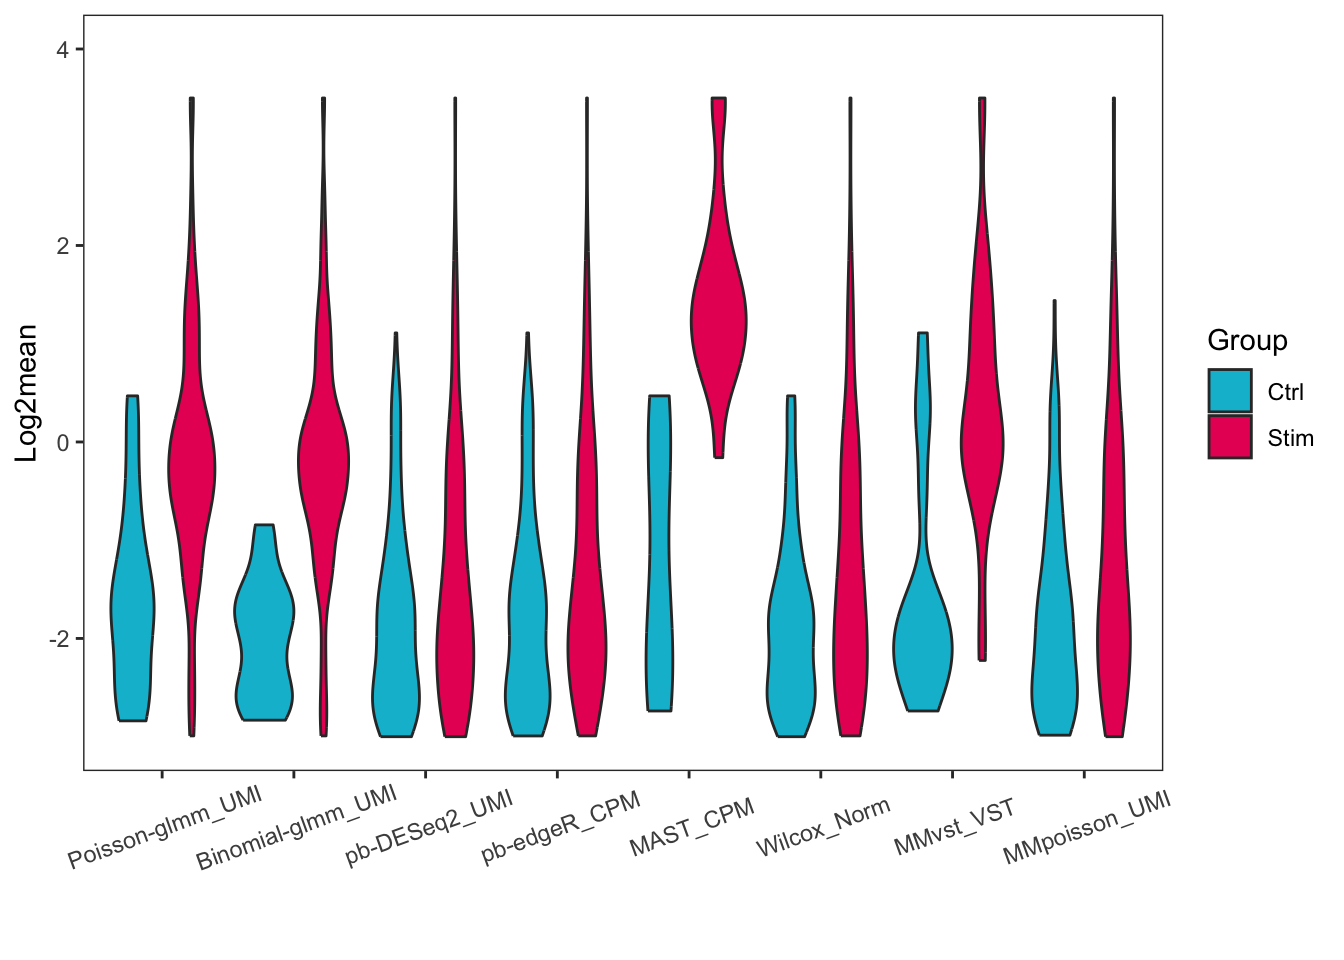 4
2
0
-2
Log2mean
Poisson-glmm_UMI
Binomial-glmm_UMI
pb-DESeq2_UMI
pb-edgeR_CPM
MAST_CPM
Wilcox_Norm
MMvst_VST
MMpoisson_UMI
Group
Ctrl
Stim